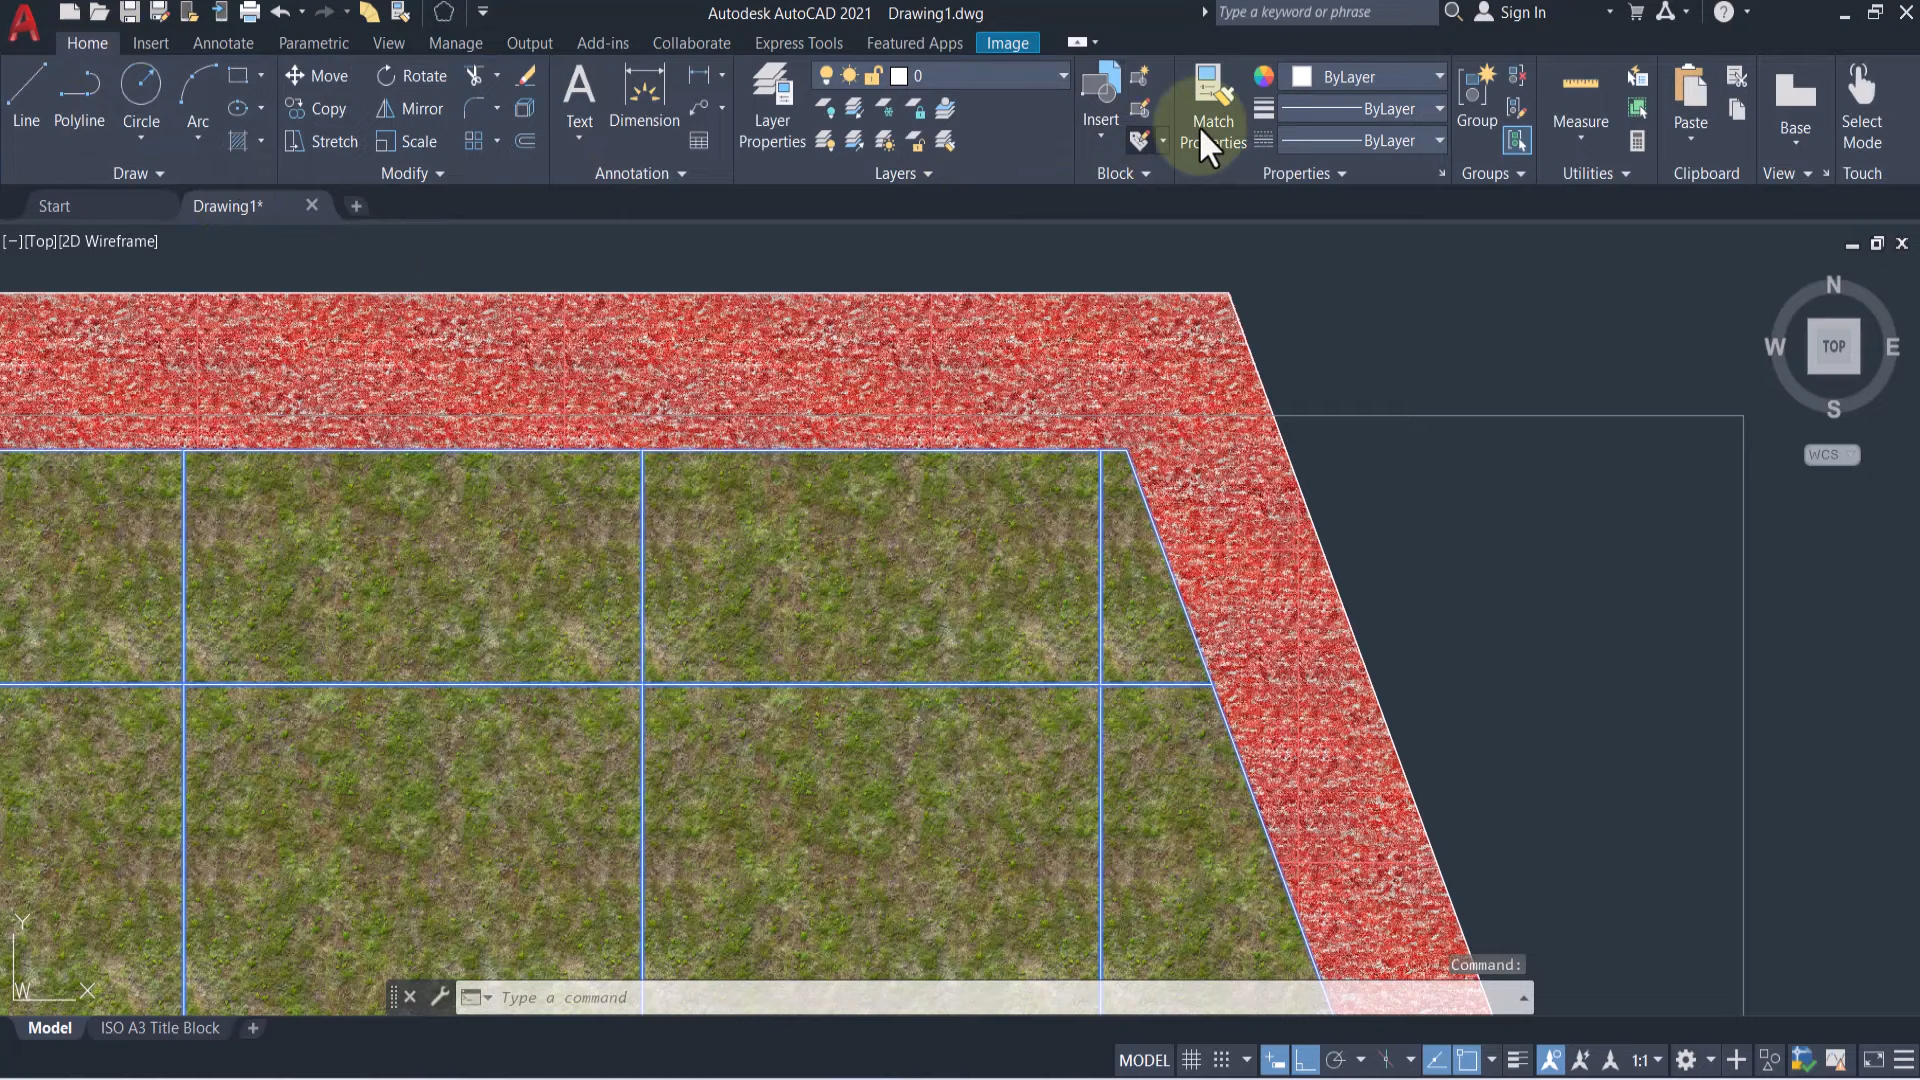 Autodesk AutoCAD 2021 Drawing1.dwg
Type a keyword or phrase
Sign In
Home Insert Annotate Parametric View Manage Output Add-ins Collaborate Express Tools Featured Apps Image
Line
Polyline
Circle
Arc
Draw
Move Rotate
Copy Mirror
Stretch Scale
Modify
Text
Dimension
Annotation
Layer
Properties
0
Layers
Insert
Block
Match
Properties
ByLayer
ByLayer
ByLayer
Properties
Group
Groups
Measure
Utilities
Paste
Clipboard
Base
View
Select
Mode
Touch
Start Drawing1*
[−][Top][2D Wireframe]
N
W TOP E
S
WCS
Y
W X
Command:
Type a command
Model ISO A3 Title Block
MODEL 1:1